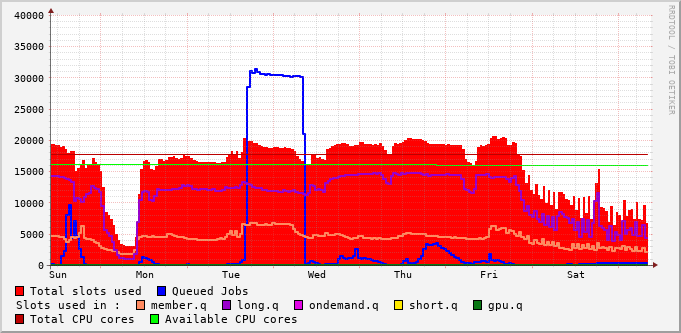 40000
35000
30000
25000
20000
15000
10000
5000
0
Sun Mon Tue Wed Thu Fri Sat
RRDTOOL / TOBI OETIKER
Total slots used Queued Jobs
Slots used in : member.q long.q ondemand.q short.q gpu.q
Total CPU cores Available CPU cores